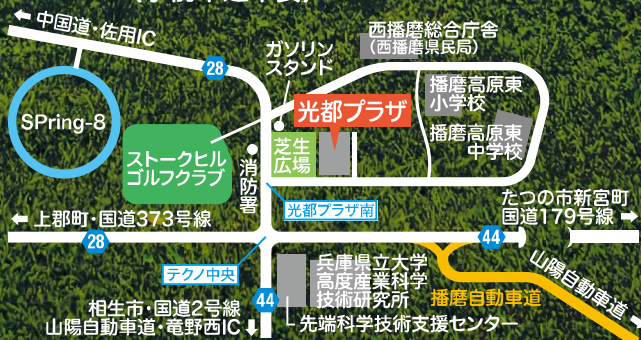 中国道・佐用IC
28
ガソリン
スタンド
西播磨総合庁舎
（西播磨県民局）
SPring-8
光都プラザ
播磨高原東
小学校
播磨高原東
中学校
ストークヒル
ゴルフクラブ
消防署
芝生
広場
光都プラザ南
たつの市新宮町
国道179号線
上郡町・国道373号線
28
44
テクノ中央
山陽自動車道
兵庫県立大学
高度産業科学
技術研究所
播磨自動車道
44
相生市・国道2号線
山陽自動車道・竜野西IC
先端科学技術支援センター